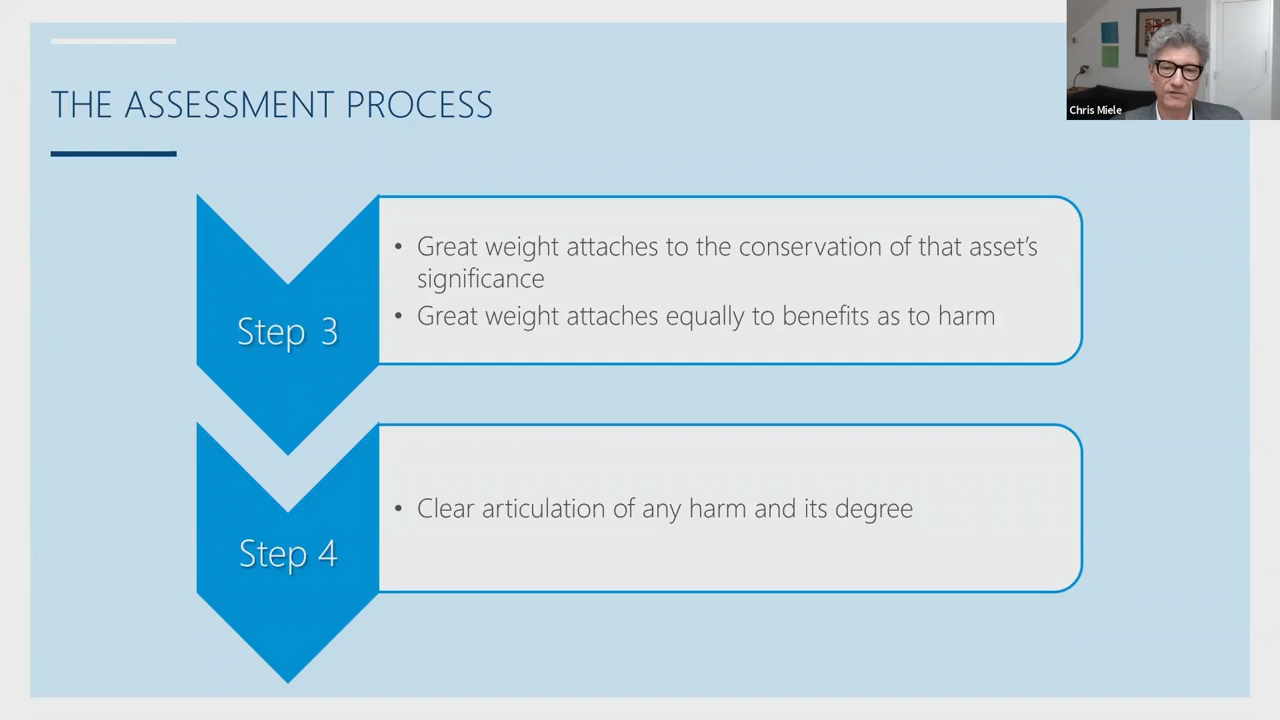 THE ASSESSMENT PROCESS
Chris Miele
Step 3
• Great weight attaches to the conservation of that asset’s
significance
• Great weight attaches equally to benefits as to harm
Step 4
• Clear articulation of any harm and its degree